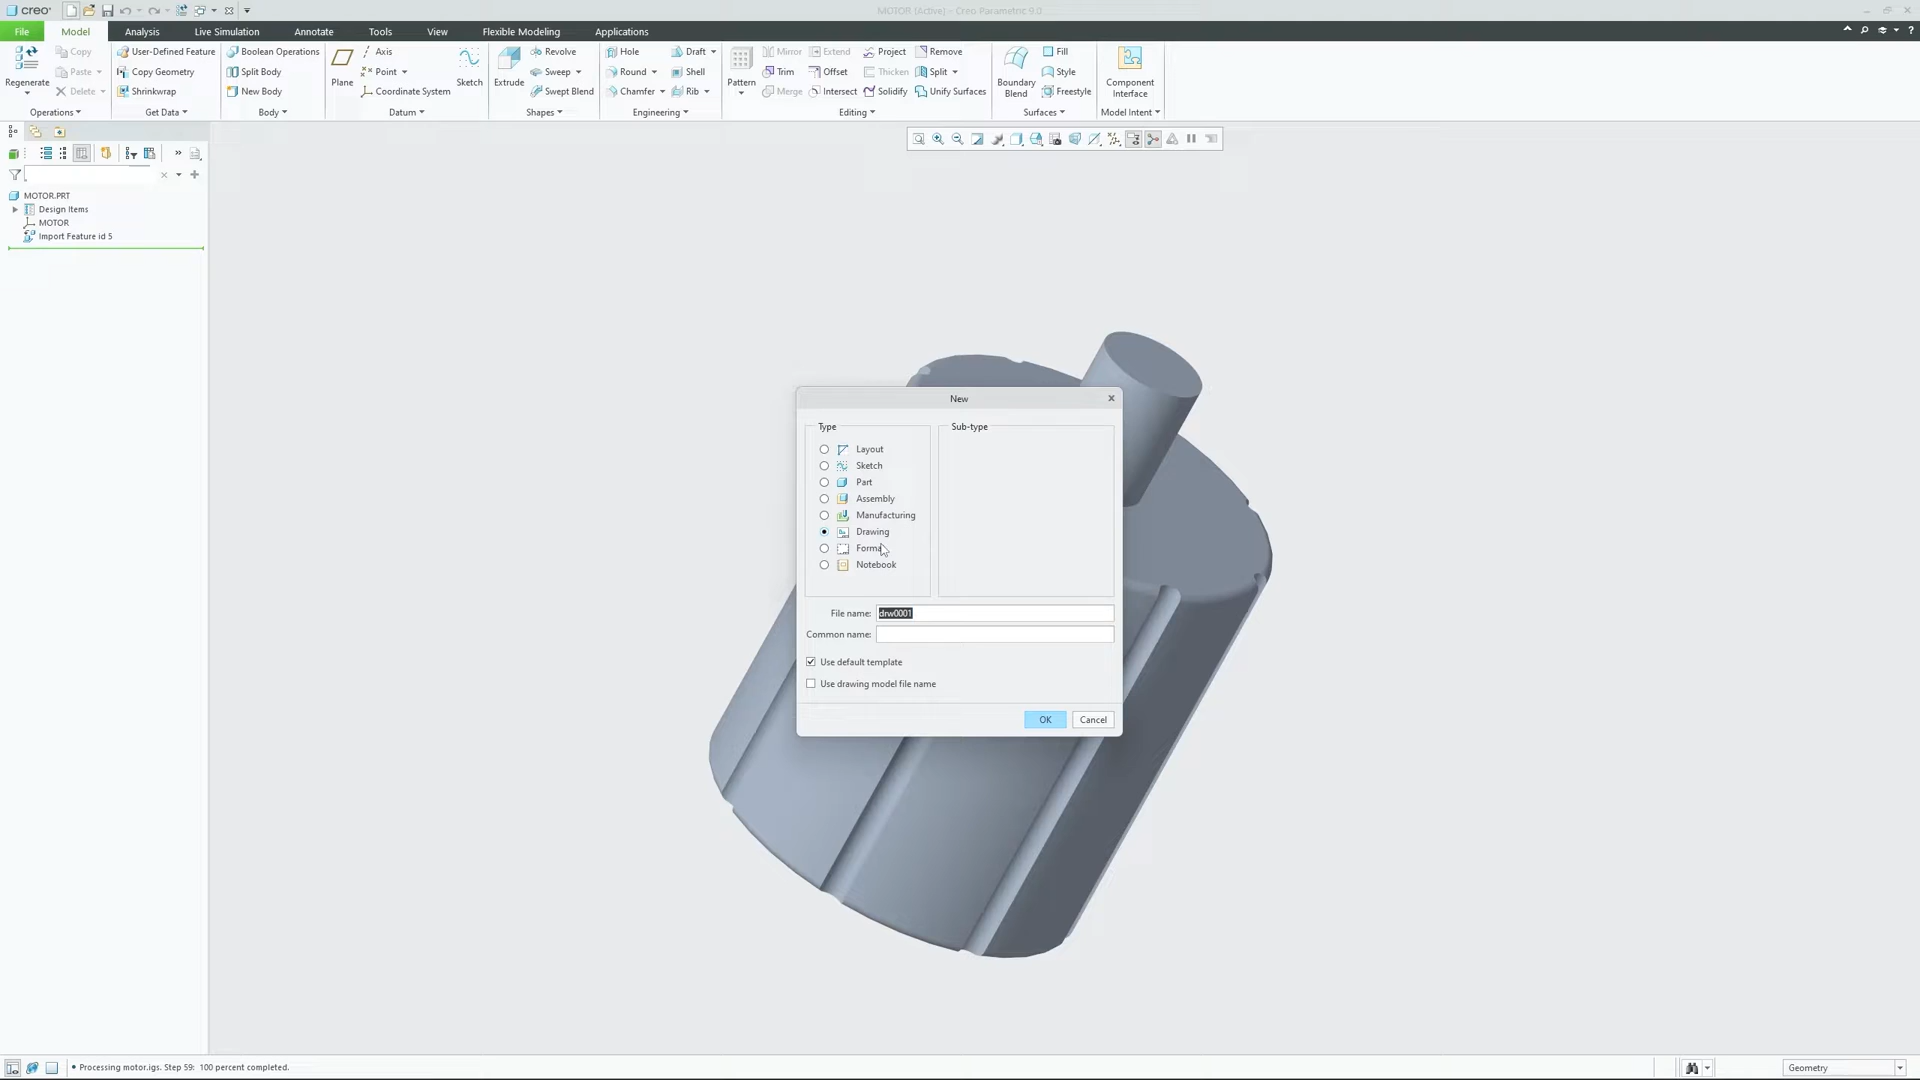 creo
MOTOR (Active) - Creo Parametric 9.0
File Model Analysis Live Simulation Annotate Tools View Flexible Modeling Applications
Regenerate
Copy
Paste
Delete
Operations
User-Defined Feature
Copy Geometry
Shrinkwrap
Get Data
Boolean Operations
Split Body
New Body
Body
Plane
Axis
Point
Coordinate System
Sketch
Datum
Extrude
Revolve
Sweep
Swept Blend
Shapes
Hole
Round
Chamfer
Draft
Shell
Rib
Engineering
Pattern
Mirror
Trim
Merge
Extend
Offset
Intersect
Project
Thicken
Solidify
Remove
Split
Unify Surfaces
Editing
Boundary
Blend
Fill
Style
Freestyle
Surfaces
Component
Interface
Model Intent
MOTOR.PRT
Design Items
MOTOR
Import Feature id 5
New
Type
Layout
Sketch
Part
Assembly
Manufacturing
Drawing
Forma
Notebook
Sub-type
File name: drw0001
Common name:
Use default template
Use drawing model file name
OK Cancel
• Processing motor.igs. Step 59: 100 percent completed.
Geometry